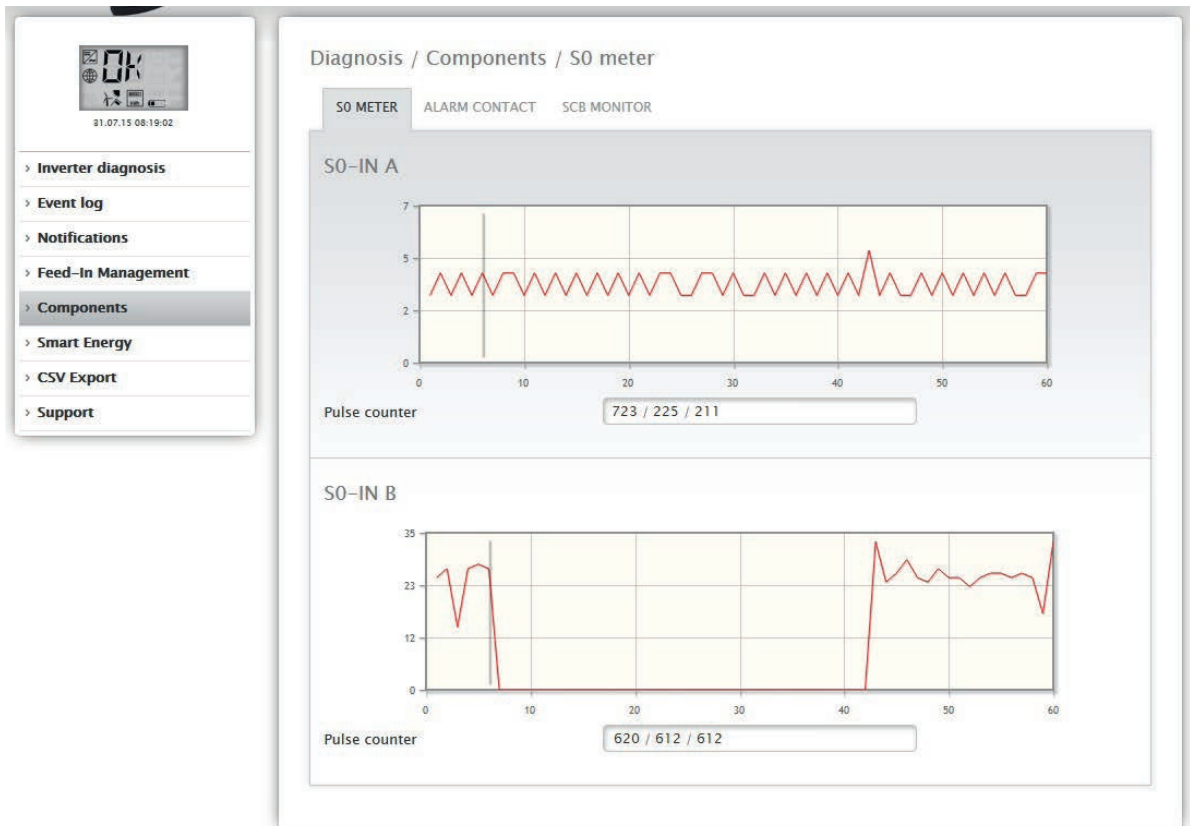 OK
31.07.15 08:19:02
› Inverter diagnosis
› Event log
› Notifications
› Feed-In Management
› Components
› Smart Energy
› CSV Export
› Support
Diagnosis / Components / S0 meter
S0 METER ALARM CONTACT SCB MONITOR
S0-IN A
7
5
2
0
0 10 20 30 40 50 60
Pulse counter 723 / 225 / 211
S0-IN B
35
23
12
0
0 10 20 30 40 50 60
Pulse counter 620 / 612 / 612